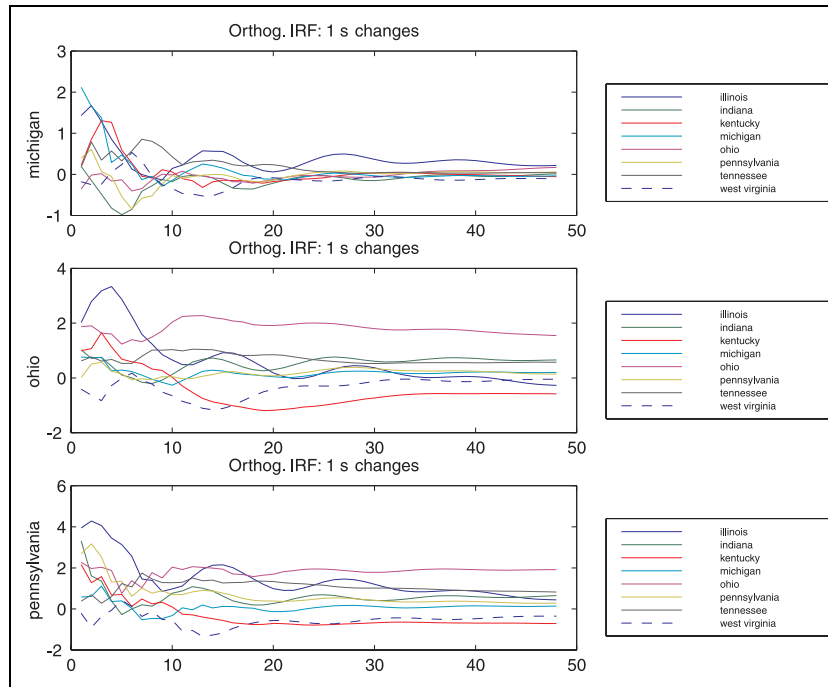 Orthog. IRF: 1 s changes
3
2
1
0
-1
michigan
0
10
20
30
40
50
illinois
indiana
kentucky
michigan
ohio
pennsylvania
tennessee
west virginia
Orthog. IRF: 1 s changes
4
2
0
-2
ohio
0
10
20
30
40
50
illinois
indiana
kentucky
michigan
ohio
pennsylvania
tennessee
west virginia
Orthog. IRF: 1 s changes
6
4
2
0
-2
pennsylvania
0
10
20
30
40
50
illinois
indiana
kentucky
michigan
ohio
pennsylvania
tennessee
west virginia